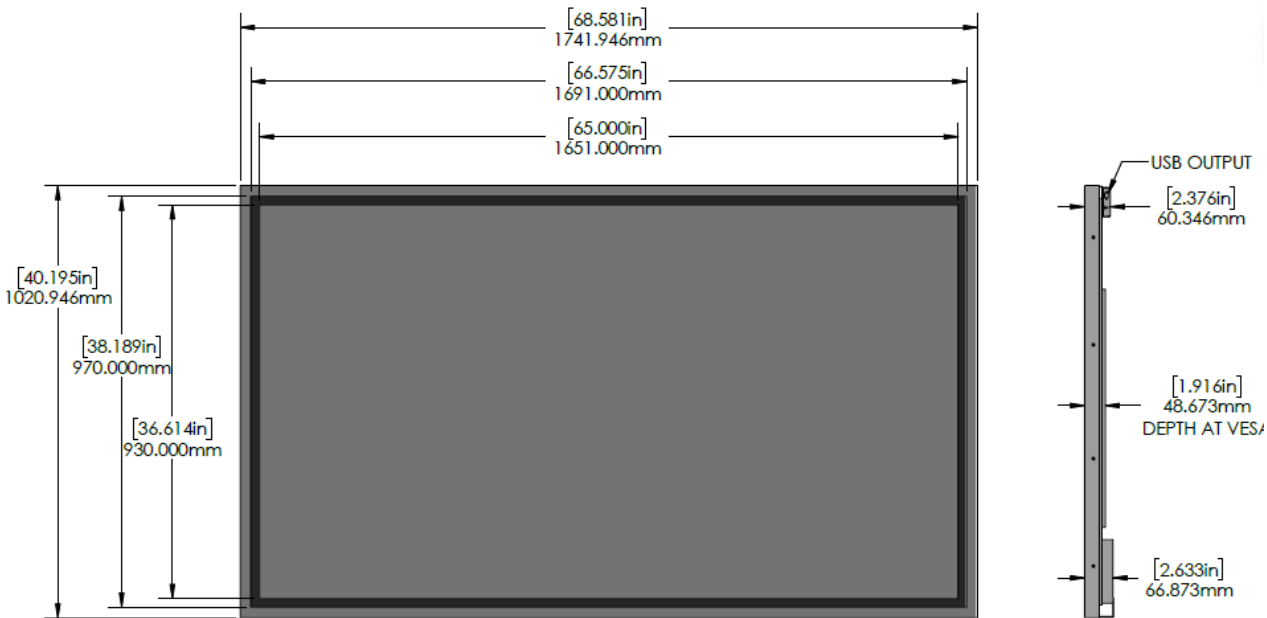 [68.581in]
1741.946mm
[66.575in]
1691.000mm
[65.000in]
1651.000mm
USB OUTPUT
[2.376in]
60.346mm
[40.195in]
1020.946mm
[38.189in]
970.000mm
[36.614in]
930.000mm
[1.916in]
48.673mm
DEPTH AT VESA
[2.633in]
66.873mm